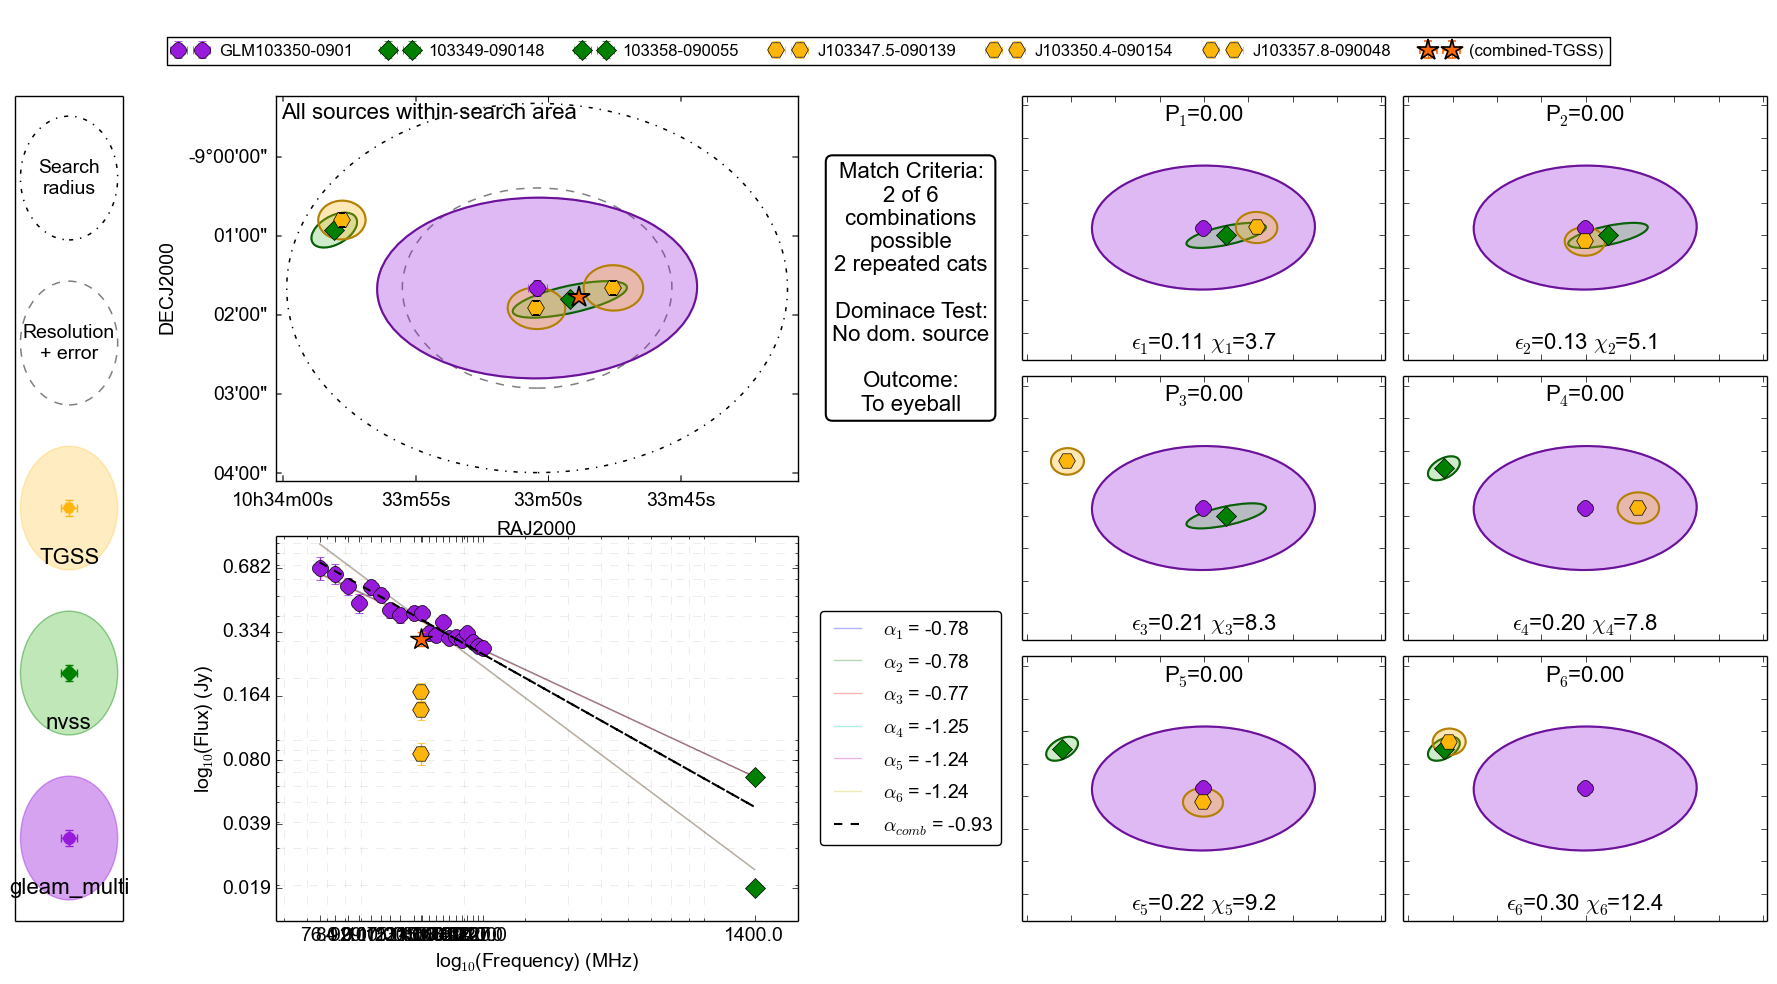 GLM103350-0901 103349-090148 103358-090055 J103347.5-090139 J103350.4-090154 J103357.8-090048 (combined-TGSS)
Search
radius
Resolution
+ error
TGSS
nvss
gleam_multi
All sources within search area
DECJ2000
-9°00'00"
01'00"
02'00"
03'00"
04'00"
10h34m00s 33m55s 33m50s 33m45s
RAJ2000
Match Criteria:
2 of 6
combinations
possible
2 repeated cats
Dominace Test:
No dom. source
Outcome:
To eyeball
log10(Flux) (Jy)
0.682
0.334
0.164
0.080
0.039
0.019
1400.0
log10(Frequency) (MHz)
α1 = -0.78
α2 = -0.78
α3 = -0.77
α4 = -1.25
α5 = -1.24
α6 = -1.24
αcomb = -0.93
P1=0.00
ϵ1=0.11 χ1=3.7
P2=0.00
ϵ2=0.13 χ2=5.1
P3=0.00
ϵ3=0.21 χ3=8.3
P4=0.00
ϵ4=0.20 χ4=7.8
P5=0.00
ϵ5=0.22 χ5=9.2
P6=0.00
ϵ6=0.30 χ6=12.4